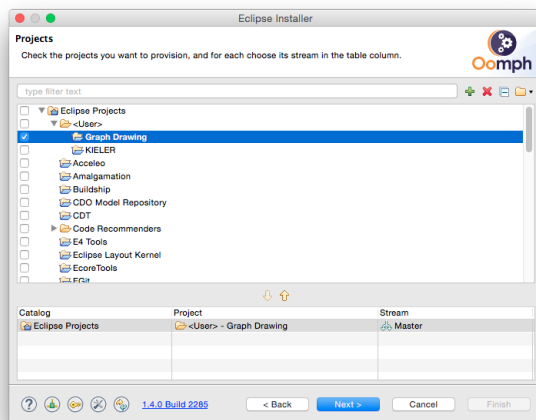 Eclipse Installer
Projects
Check the projects you want to provision, and for each choose its stream in the table column.
Oomph
type filter text
Eclipse Projects
<User>
Graph Drawing
KIELER
Acceleo
Amalgamation
Buildship
CDO Model Repository
CDT
Code Recommenders
E4 Tools
Eclipse Layout Kernel
EcoreTools
EGit
Catalog Project Stream
Eclipse Projects <User> - Graph Drawing Master
1.4.0 Build 2285 < Back Next > Cancel Finish